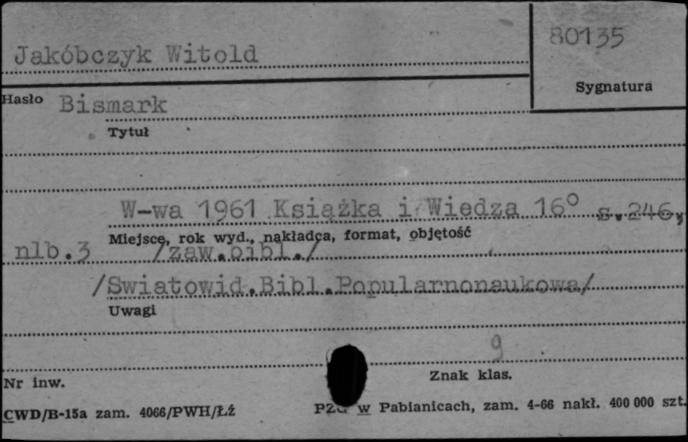 80135
Jakóbczyk Witold
Sygnatura
Hasło Bismark
Tytuł
W-wa 1961 Książka i Wiedza 16° s.246,
Miejsce, rok wyd., nakładca, format, objętość
nlb.3 /zaw.bibl./
/Światowid.Bibl.Popularnonaukowa/
Uwagi
9
Nr inw. Znak klas.
CWD/B-15a zam. 4066/PWH/Łź PZG w Pabianicach, zam. 4-66 nakł. 400 000 szt.